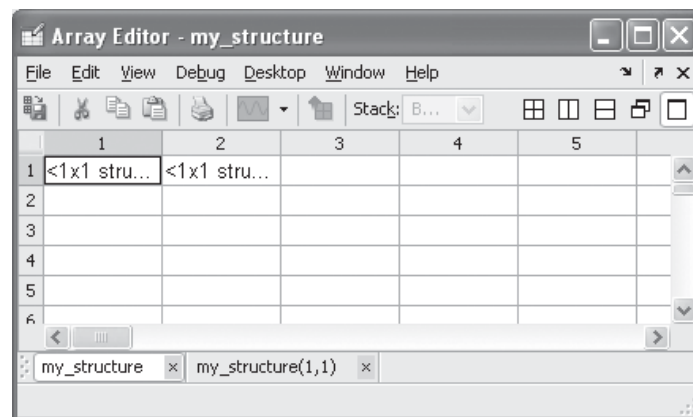 Array Editor - my_structure
File Edit View Debug Desktop Window Help
Stack: B...
1 2 3 4 5
1 <1x1 stru... <1x1 stru...
2
3
4
5
6
my_structure × my_structure(1,1) ×